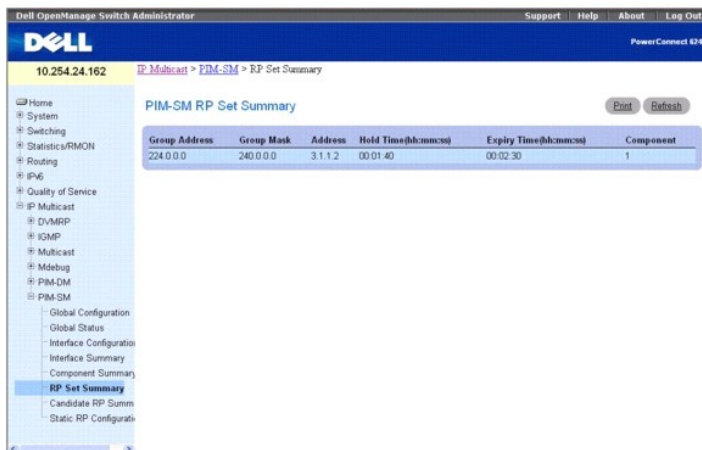 Dell OpenManage Switch Administrator Support Help About Log Out
DELL
PowerConnect 624
10.254.24.162
IP Multicast > PIM-SM > RP Set Summary
Home
System
Switching
Statistics/RMON
Routing
IPv6
Quality of Service
IP Multicast
DVMRP
IGMP
Multicast
Mdebug
PIM-DM
PIM-SM
Global Configuration
Global Status
Interface Configuration
Interface Summary
Component Summary
RP Set Summary
Candidate RP Summ
Static RP Configurati
PIM-SM RP Set Summary
Print Refresh
Group Address Group Mask Address Hold Time(hh:mm:ss) Expiry Time(hh:mm:ss) Component
224.0.0.0 240.0.0.0 3.1.1.2 00:01:40 00:02:30 1